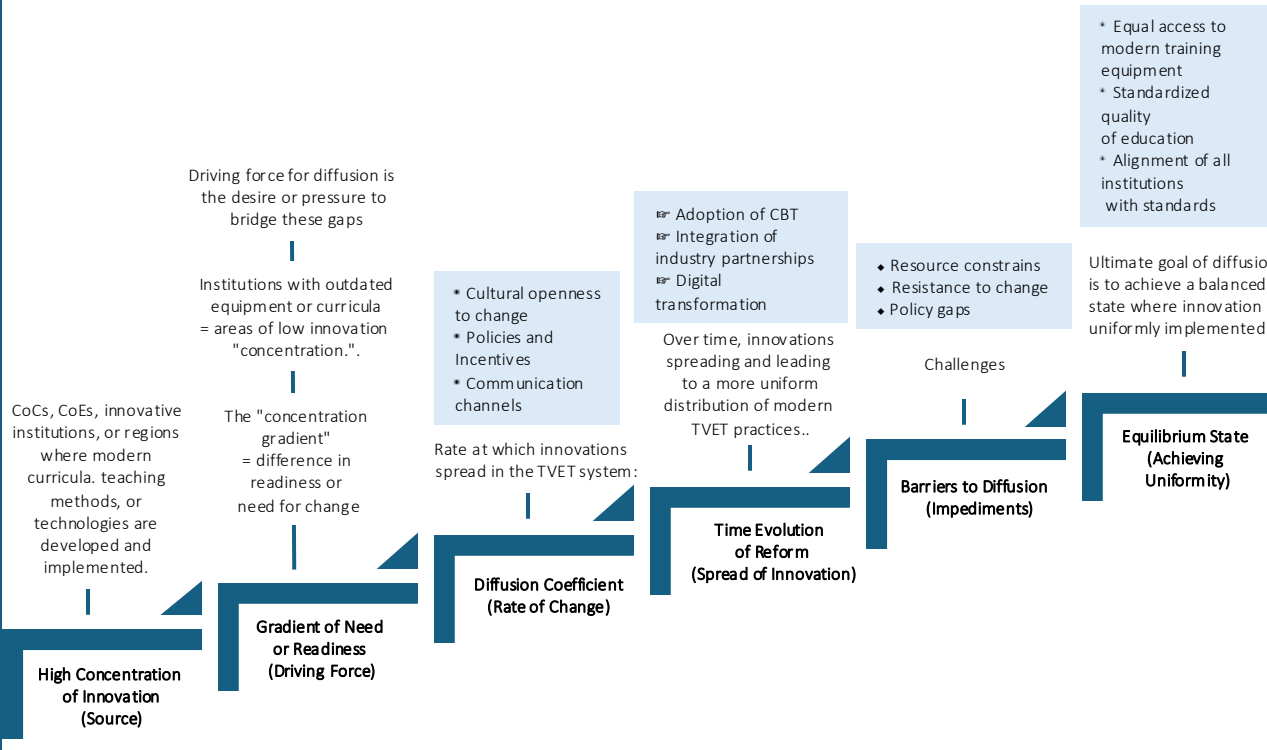 CoCs, CoEs, innovative
institutions, or regions
where modern
curricula. teaching
methods, or
technologies are
developed and
implemented.
High Concentration
of Innovation
(Source)
Driving force for diffusion is
the desire or pressure to
bridge these gaps
Institutions with outdated
equipment or curricula
= areas of low innovation
"concentration.".
The "concentration
gradient"
= difference in
readiness or
need for change
Gradient of Need
or Readiness
(Driving Force)
* Cultural openness
to change
* Policies and
Incentives
* Communication
channels
Rate at which innovations
spread in the TVET system:
Diffusion Coefficient
(Rate of Change)
☞ Adoption of CBT
☞ Integration of
industry partnerships
☞ Digital
transformation
Over time, innovations
spreading and leading
to a more uniform
distribution of modern
TVET practices..
Time Evolution
of Reform
(Spread of Innovation)
◆ Resource constrains
◆ Resistance to change
◆ Policy gaps
Challenges
Barriers to Diffusion
(Impediments)
* Equal access to
modern training
equipment
* Standardized
quality
of education
* Alignment of all
institutions
with standards
Ultimate goal of diffusio
is to achieve a balanced
state where innovation
uniformly implemented
Equilibrium State
(Achieving
Uniformity)